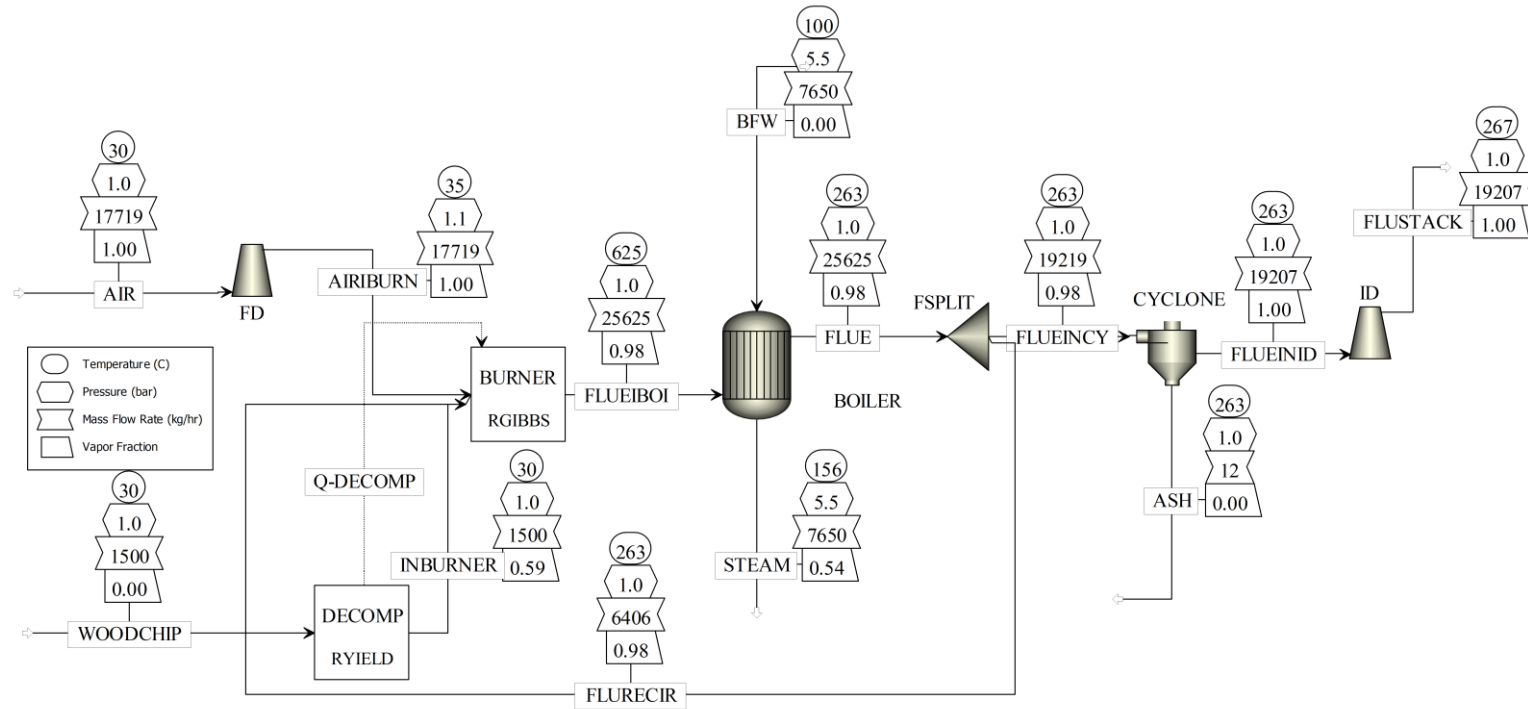 100
5.5
7650
BFW
0.00
267
1.0
19207
FLUSTACK
1.00
30
1.0
17719
1.00
AIR
35
1.1
17719
AIRIBURN
1.00
FD
625
1.0
25625
0.98
FLUEIBOI
263
1.0
25625
0.98
FLUE
FSPLIT
263
1.0
19219
0.98
FLUEINCY
CYCLONE
263
1.0
19207
1.00
FLUEINID
ID
Temperature (C)
Pressure (bar)
Mass Flow Rate (kg/hr)
Vapor Fraction
BURNER
RGIBBS
BOILER
Q-DECOMP
30
1.0
1500
INBURNER
0.59
156
5.5
7650
STEAM
0.54
263
1.0
12
ASH
0.00
30
1.0
1500
0.00
WOODCHIP
DECOMP
RYIELD
263
1.0
6406
0.98
FLURECIR